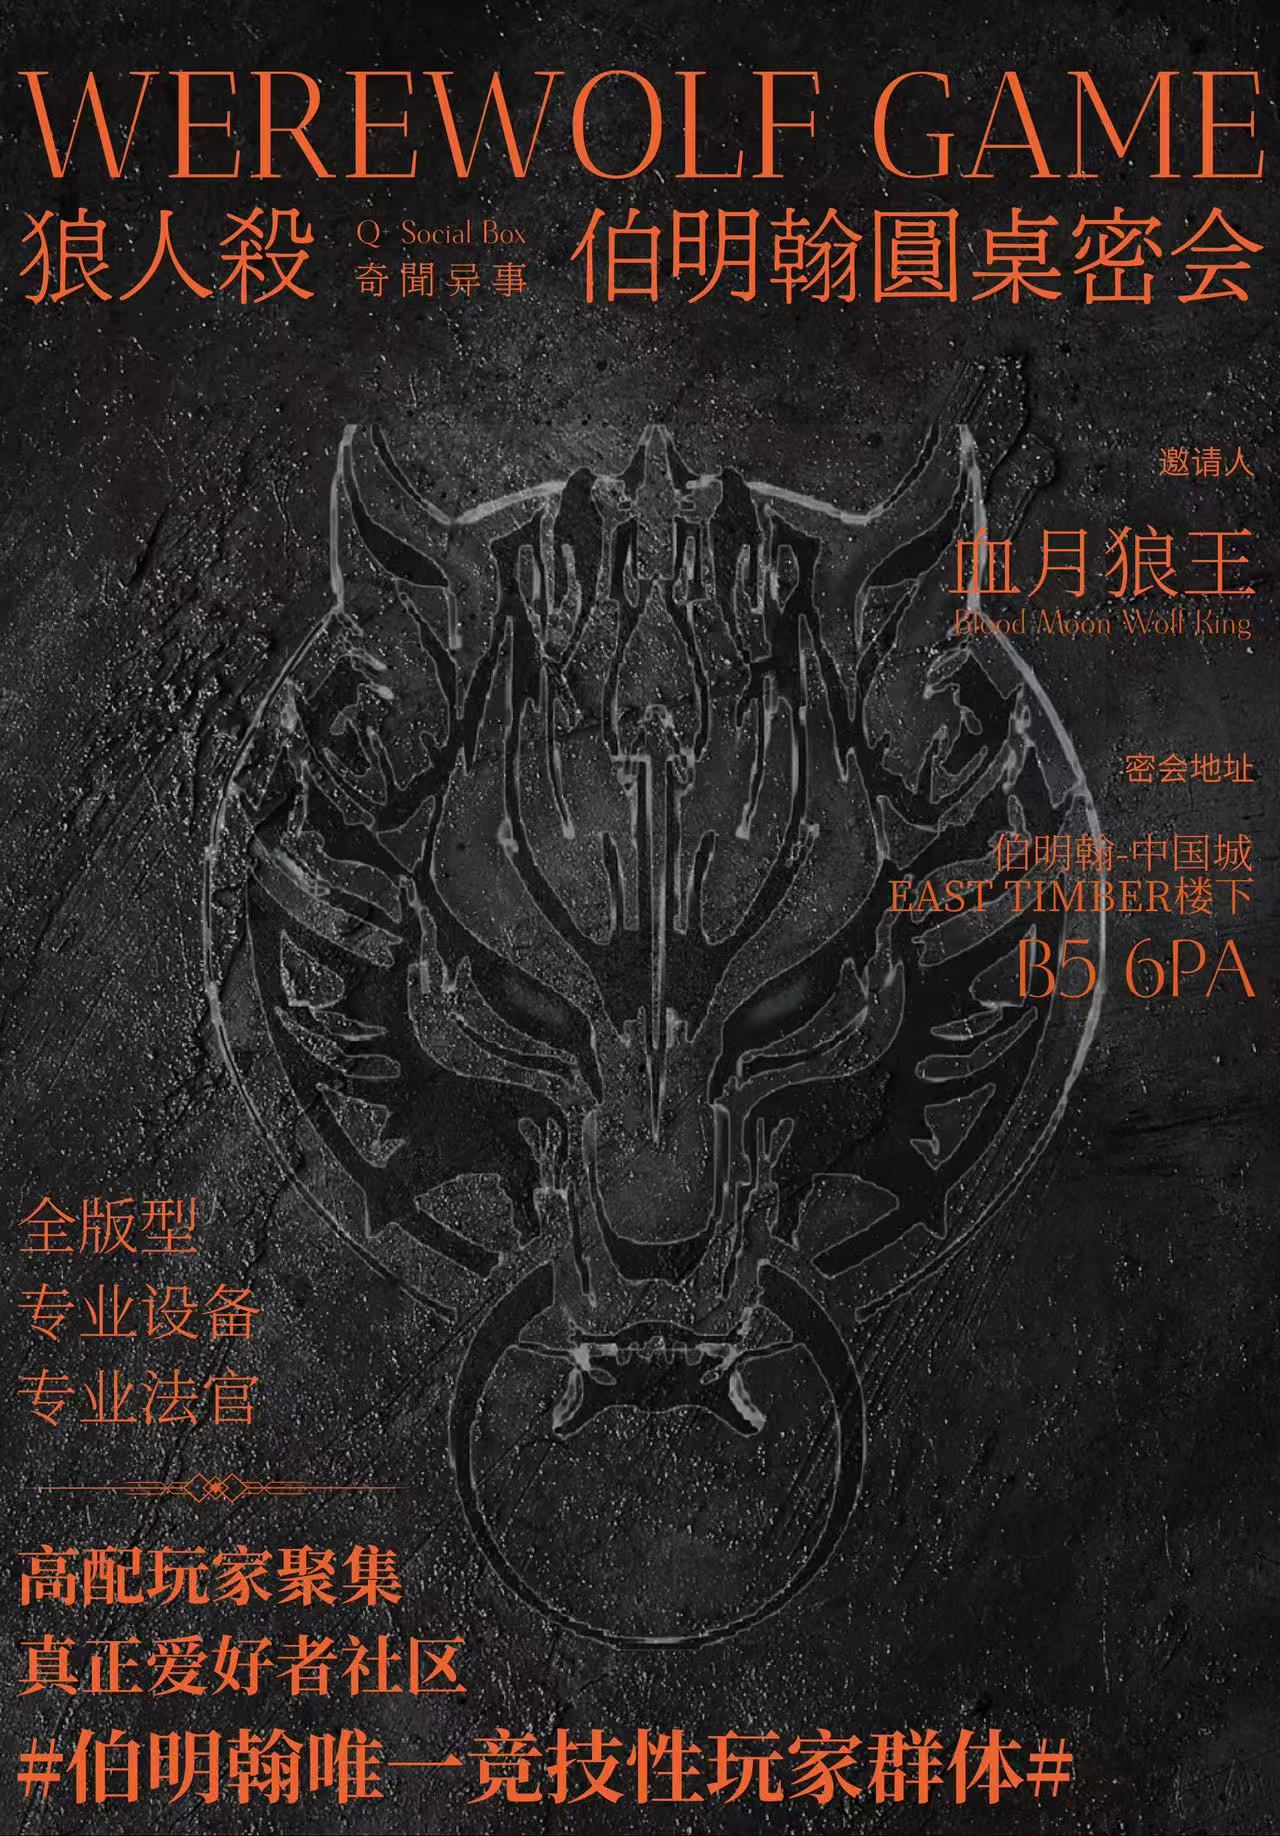 WEREWOLF GAME
狼人殺
Q+ Social Box
奇聞异事
伯明翰圓桌密会
邀请人
血月狼王
Blood Moon Wolf King
密会地址
伯明翰-中国城
EAST TIMBER楼下
B5 6PA
全版型
专业设备
专业法官
高配玩家聚集
真正爱好者社区
#伯明翰唯一竞技性玩家群体#